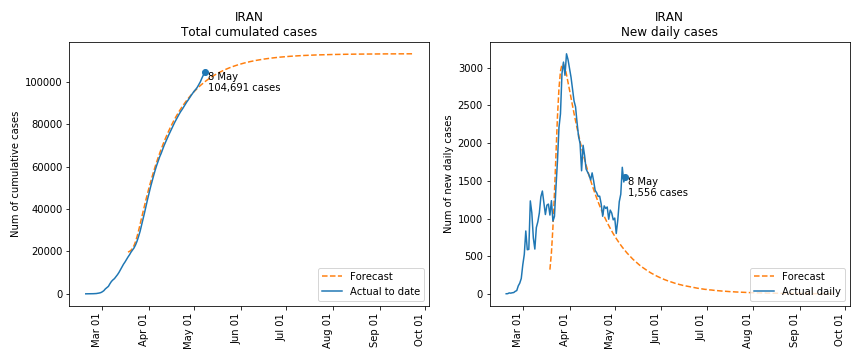 IRAN
Total cumulated cases
Num of cumulative cases
100000
80000
60000
40000
20000
0
8 May
104,691 cases
Forecast
Actual to date
Mar 01
Apr 01
May 01
Jun 01
Jul 01
Aug 01
Sep 01
Oct 01
IRAN
New daily cases
Num of new daily cases
3000
2500
2000
1500
1000
500
0
8 May
1,556 cases
Forecast
Actual daily
Mar 01
Apr 01
May 01
Jun 01
Jul 01
Aug 01
Sep 01
Oct 01